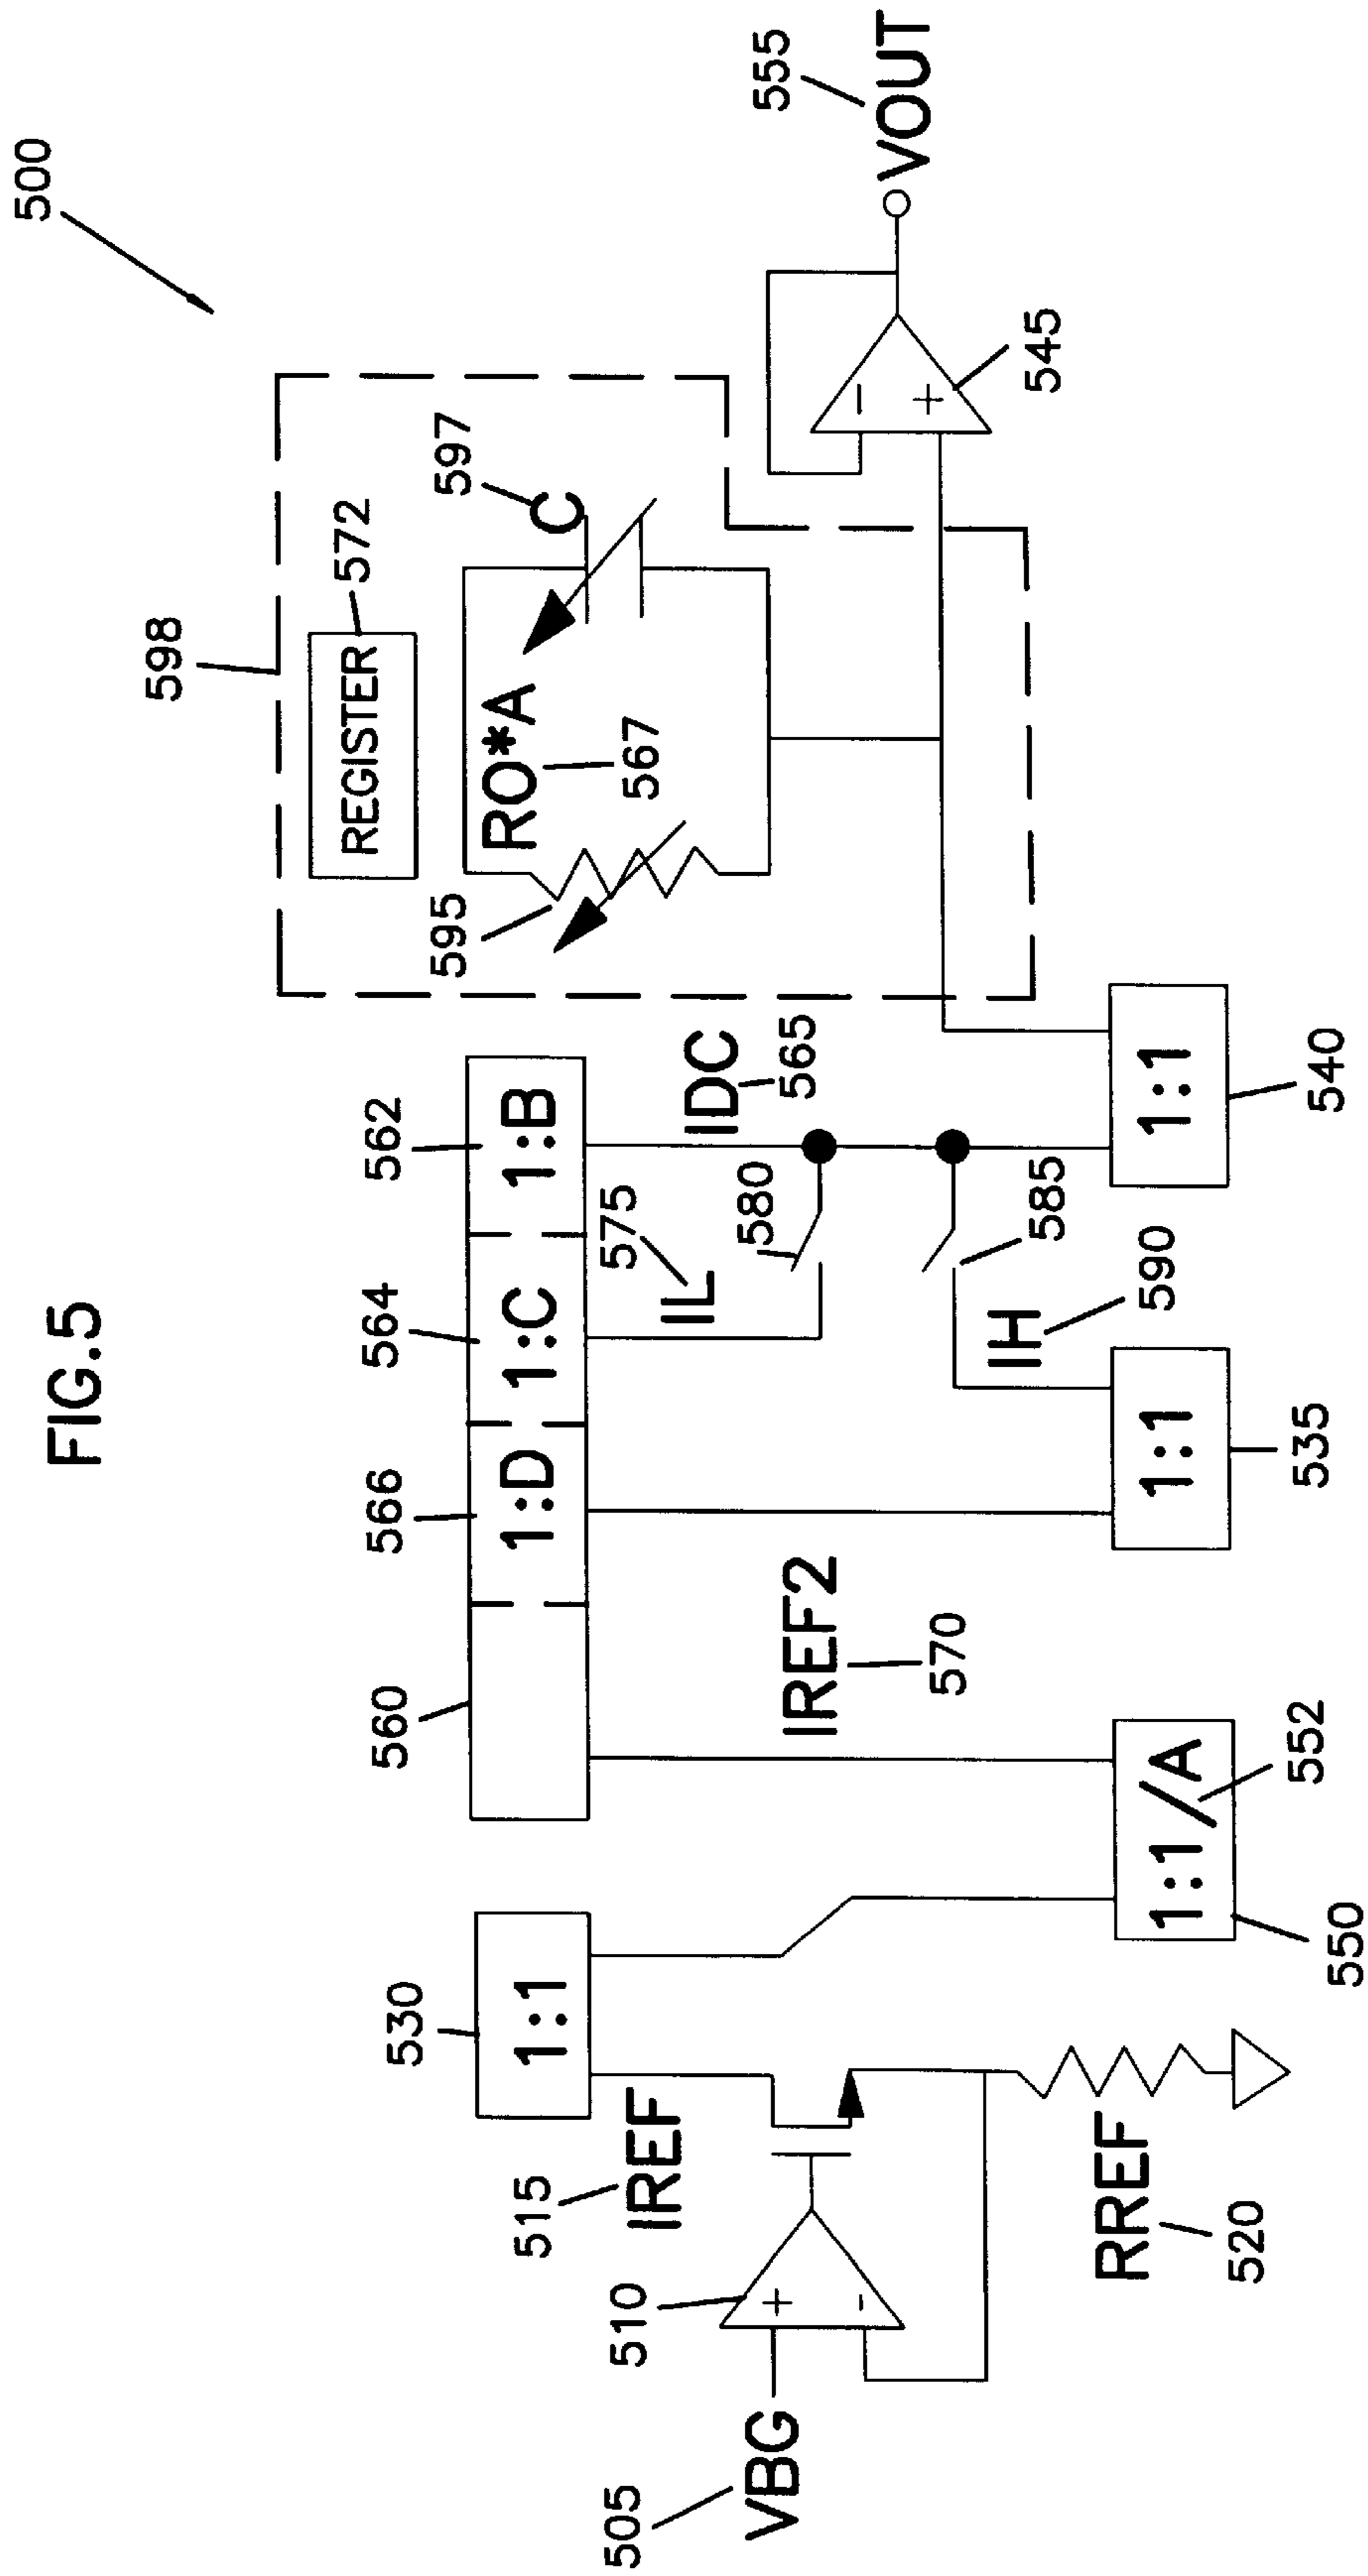 FIG.5
500
598
REGISTER
572
597
C
RO*A
567
595
555
VOUT
-
+
545
560
566
564
562
1:D
1:C
1:B
IDC
565
575
IL
580
585
IH
590
1:1
540
1:1
535
IREF2
570
530
1:1
515
IREF
510
+
-
505
VBG
RREF
520
1:1/A
552
550